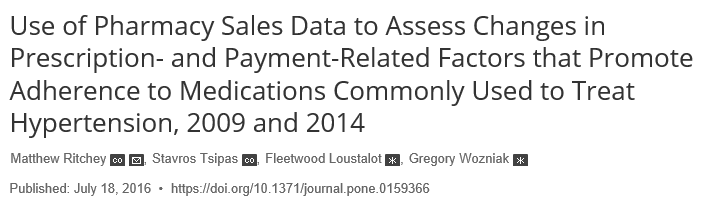 Use of Pharmacy Sales Data to Assess Changes in
Prescription- and Payment-Related Factors that Promote
Adherence to Medications Commonly Used to Treat
Hypertension, 2009 and 2014
Matthew Ritchey co, Stavros Tsipas co, Fleetwood Loustalot *, Gregory Wozniak *
Published: July 18, 2016 • https://doi.org/10.1371/journal.pone.0159366